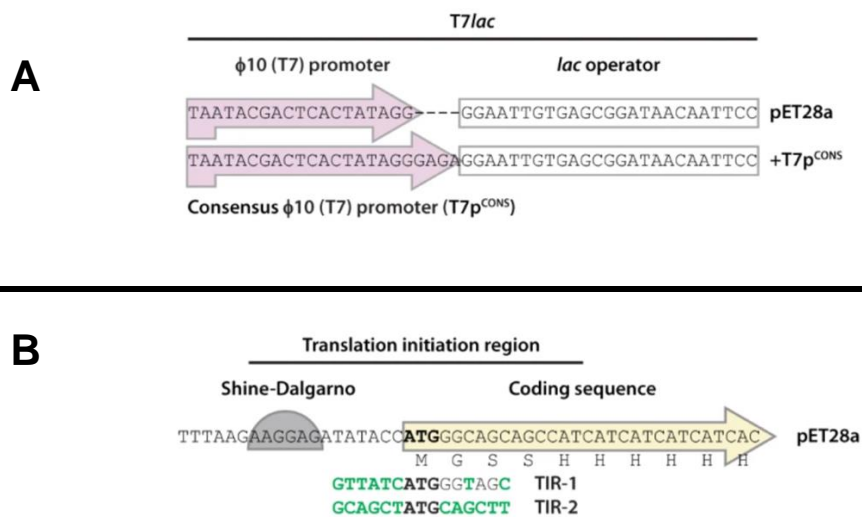 T7lac
A
ϕ10 (T7) promoter lac operator
TAATACGACTCACTATAGG----GGAATTGTGAGCGGATAACAATTCC pET28a
TAATACGACTCACTATAGGGAGAGGAATTGTGAGCGGATAACAATTCC +T7pCONS
Consensus ϕ10 (T7) promoter (T7pCONS)
B
Translation initiation region
Shine-Dalgarno Coding sequence
TTTAAGAAGGAGATATACCATGGGCAGCAGCCATCATCATCATCATCAC pET28a
M G S S H H H H H H
GTTATCATGGGTAGC TIR-1
GCAGCTATGCAGCTT TIR-2